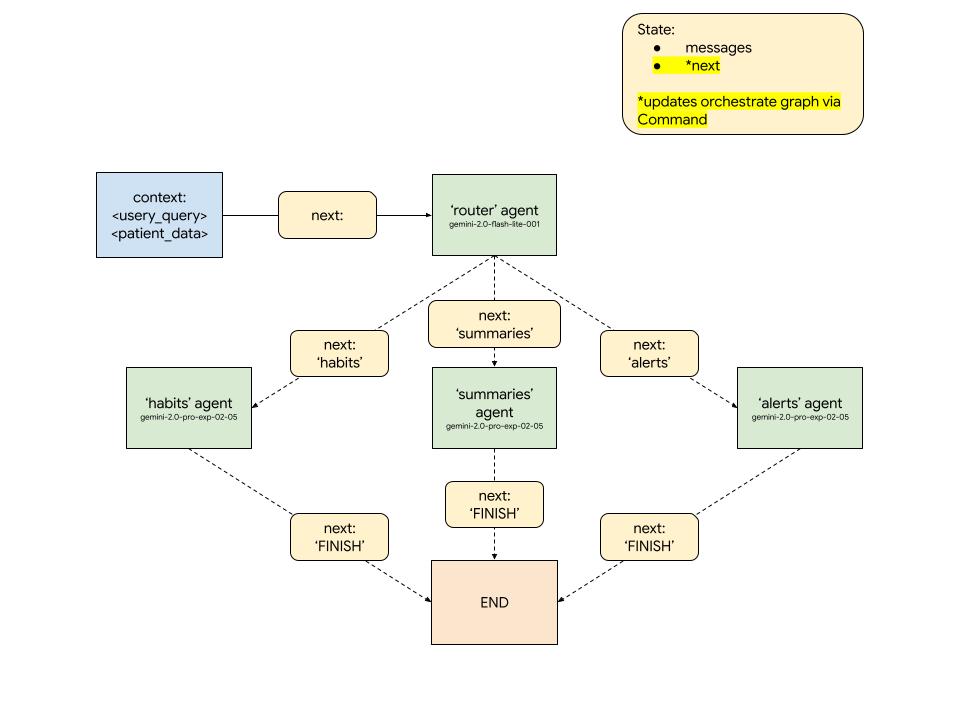 State:
● messages
● *next
*updates orchestrate graph via
Command
context:
<usery_query>
<patient_data>
next:
‘router’ agent
gemini-2.0-flash-lite-001
next:
‘summaries’
next:
‘habits’
next:
‘alerts’
‘habits’ agent
gemini-2.0-pro-exp-02-05
‘summaries’
agent
gemini-2.0-pro-exp-02-05
‘alerts’ agent
gemini-2.0-pro-exp-02-05
next:
‘FINISH’
next:
‘FINISH’
next:
‘FINISH’
END